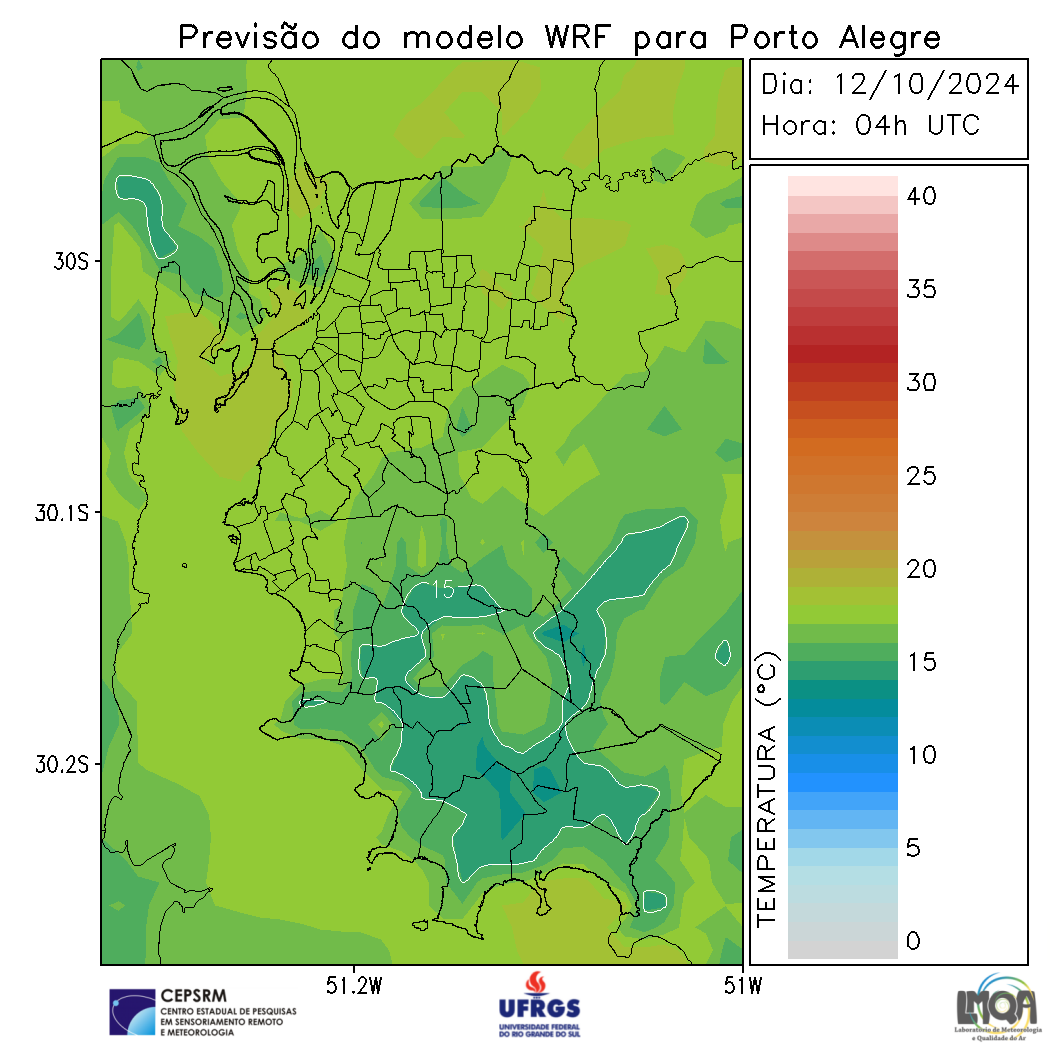 Previsão do modelo WRF para Porto Alegre
Dia: 12/10/2024
Hora: 04h UTC
30S
30.1S
30.2S
51.2W
51W
15
TEMPERATURA (°C)
40
35
30
25
20
15
10
5
0
CEPSRM
CENTRO ESTADUAL DE PESQUISAS
EM SENSORIAMENTO REMOTO
E METEOROLOGIA
UFRGS
UNIVERSIDADE FEDERAL
DO RIO GRANDE DO SUL
LMQA
Laboratório de Meteorologia
e Qualidade do Ar